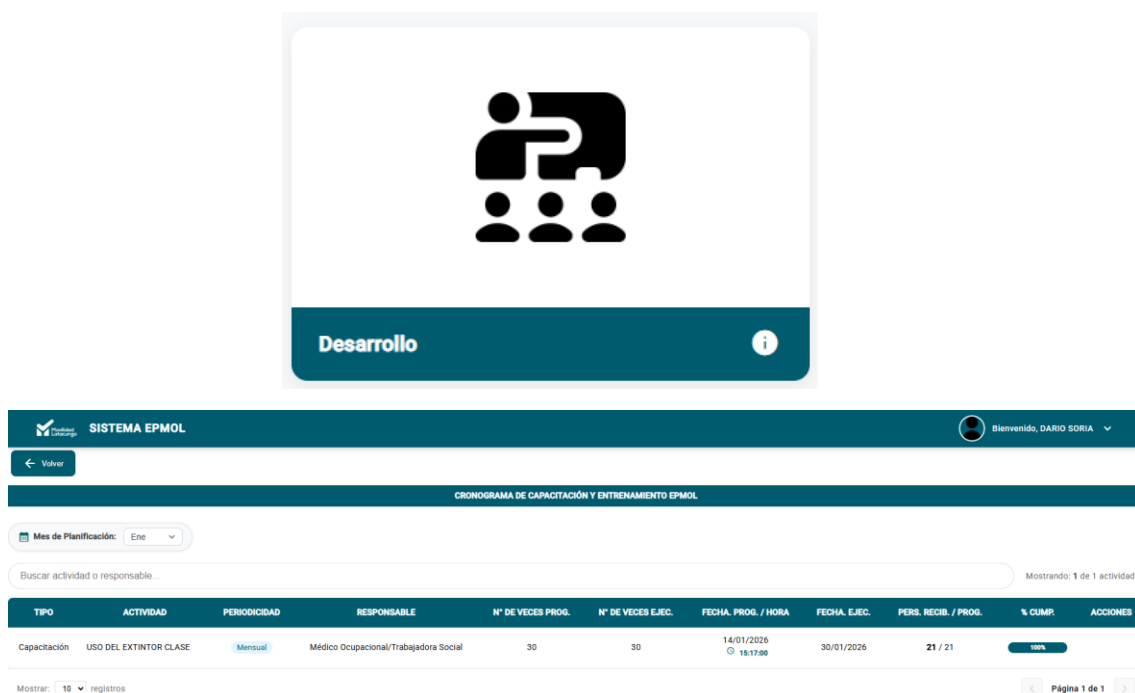 Desarrollo
i
Movilidad
Latacunga
SISTEMA EPMOL
Bienvenido, DARIO SORIA
← Volver
CRONOGRAMA DE CAPACITACIÓN Y ENTRENAMIENTO EPMOL
Mes de Planificación: Ene
Buscar actividad o responsable...
Mostrando: 1 de 1 actividad
TIPO ACTIVIDAD PERIODICIDAD RESPONSABLE N° DE VECES PROG. N° DE VECES EJEC. FECHA. PROG. / HORA FECHA. EJEC. PERS. RECIB. / PROG. % CUMP. ACCIONES
Capacitación USO DEL EXTINTOR CLASE Mensual Médico Ocupacional/Trabajadora Social 30 30 14/01/2026 15:17:00 30/01/2026 21 / 21 100%
Mostrar: 10 registros
Página 1 de 1